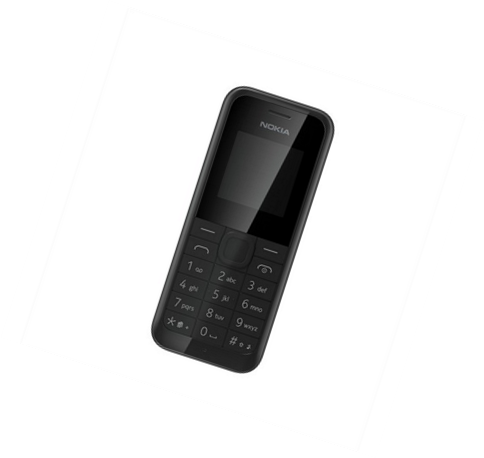 NOKIA
1 2 abc 3 def
4 ghi 5 jkl 6 mno
7 pqrs 8 tuv 9 wxyz
* + 0 #